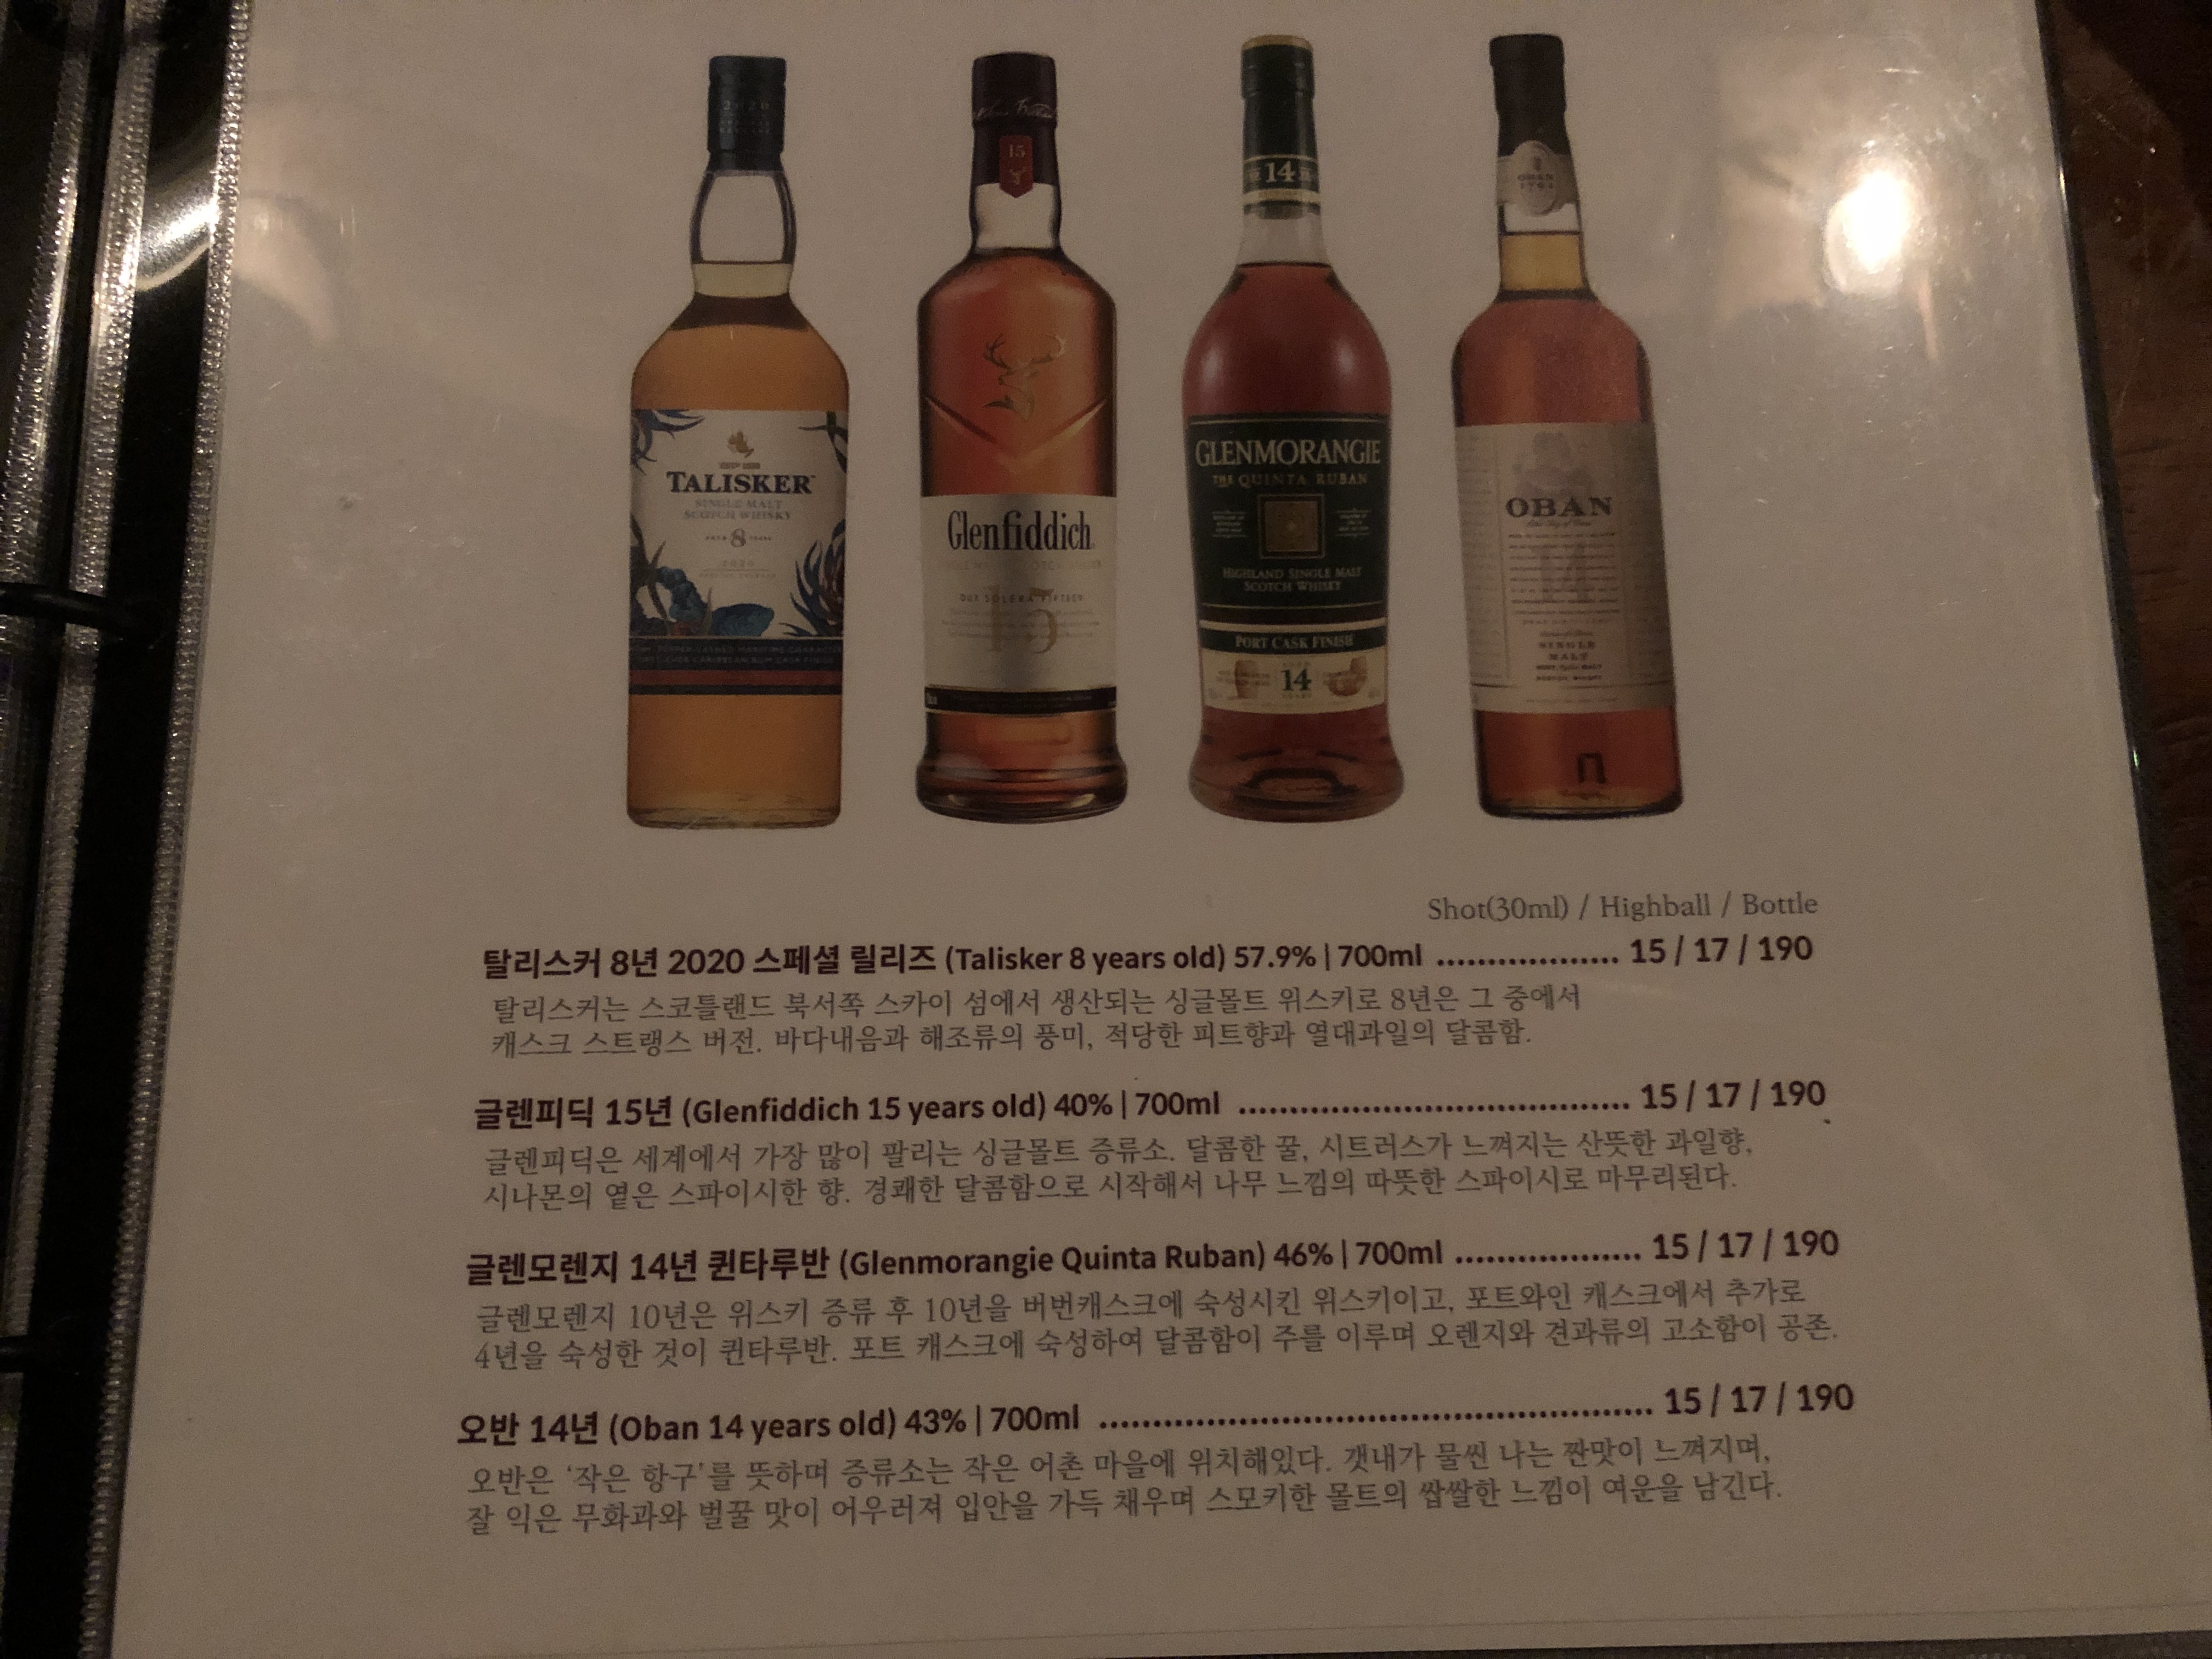 2020
15
14
OBAN
TALISKER
SINGLE MALT
SCOTCH WHISKY
AGED 8 YEARS
2020
Glenfiddich
OUR SOLERA FIFTEEN
15
GLENMORANGIE
THE QUINTA RUBAN
HIGHLAND SINGLE MALT
SCOTCH WHISKY
PORT CASK FINISH
14
OBAN
SINGLE
MALT
Shot(30ml) / Highball / Bottle
탈리스커 8년 2020 스페셜 릴리즈 (Talisker 8 years old) 57.9% | 700ml .................. 15 / 17 / 190
탈리스커는 스코틀랜드 북서쪽 스카이 섬에서 생산되는 싱글몰트 위스키로 8년은 그 중에서
캐스크 스트랭스 버전. 바다내음과 해조류의 풍미, 적당한 피트향과 열대과일의 달콤함.
글렌피딕 15년 (Glenfiddich 15 years old) 40% | 700ml ...................................... 15 / 17 / 190
글렌피딕은 세계에서 가장 많이 팔리는 싱글몰트 증류소. 달콤한 꿀, 시트러스가 느껴지는 산뜻한 과일향,
시나몬의 옅은 스파이시한 향. 경쾌한 달콤함으로 시작해서 나무 느낌의 따뜻한 스파이시로 마무리된다.
글렌모렌지 14년 퀸타루반 (Glenmorangie Quinta Ruban) 46% | 700ml .................. 15 / 17 / 190
글렌모렌지 10년은 위스키 증류 후 10년을 버번캐스크에 숙성시킨 위스키이고, 포트와인 캐스크에서 추가로
4년을 숙성한 것이 퀸타루반. 포트 캐스크에 숙성하여 달콤함이 주를 이루며 오렌지와 견과류의 고소함이 공존.
오반 14년 (Oban 14 years old) 43% | 700ml ..................................................... 15 / 17 / 190
오반은 '작은 항구'를 뜻하며 증류소는 작은 어촌 마을에 위치해있다. 갯내가 물씬 나는 짠맛이 느껴지며,
잘 익은 무화과와 벌꿀 맛이 어우러져 입안을 가득 채우며 스모키한 몰트의 쌉쌀한 느낌이 여운을 남긴다.